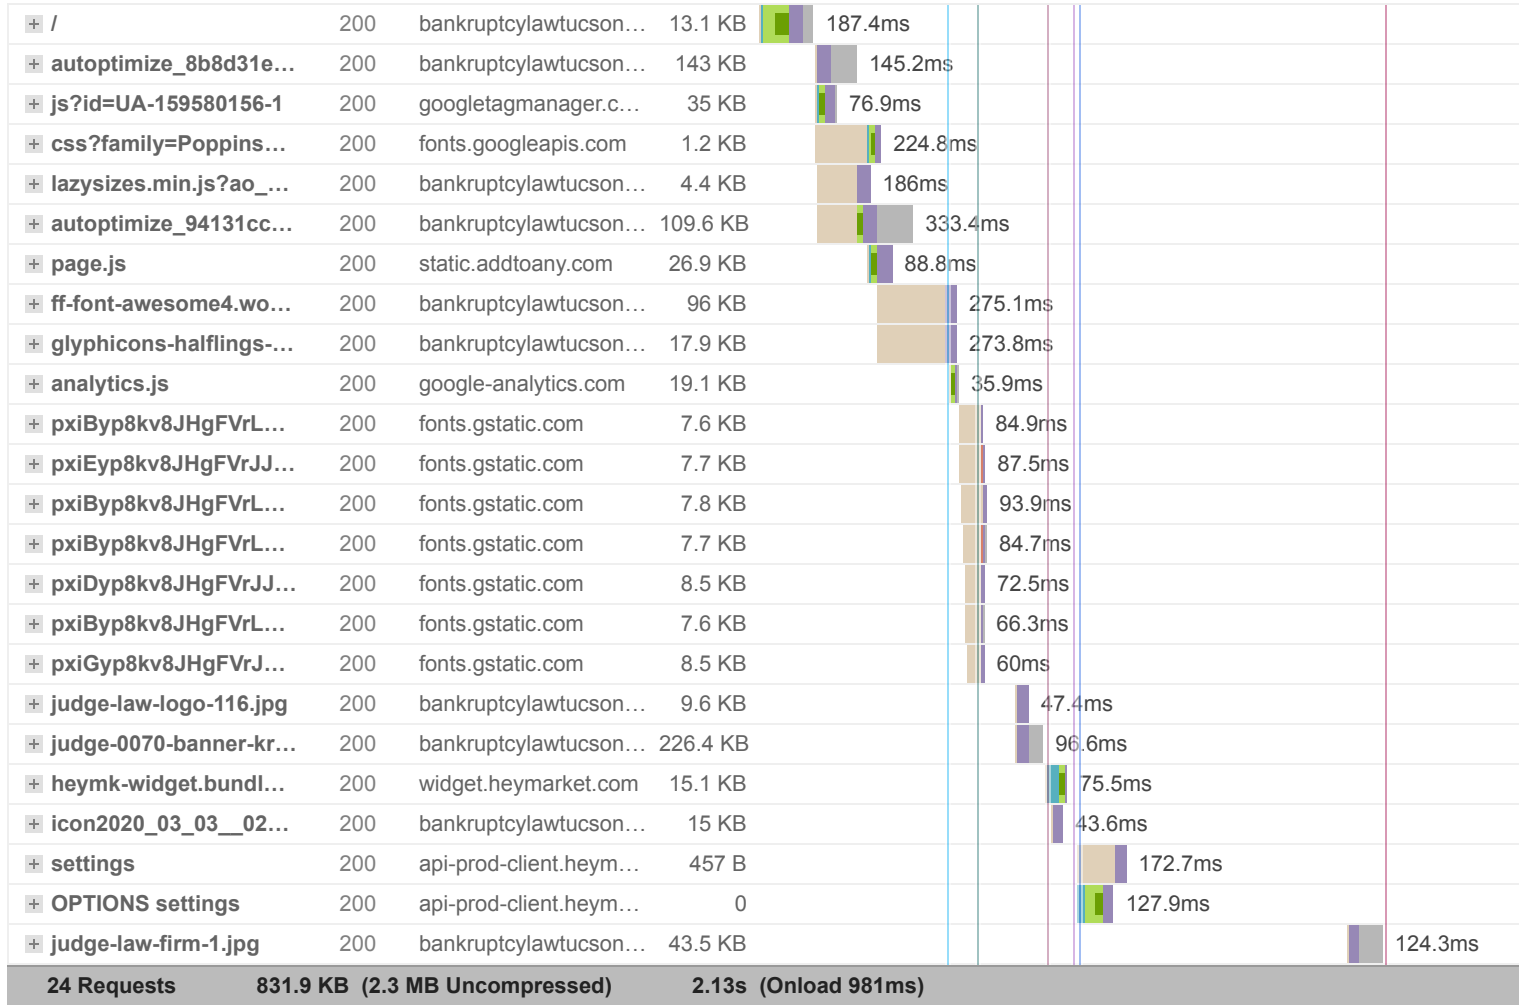 / 200 bankruptcylawtucson… 13.1 KB 187.4ms
autoptimize_8b8d31e… 200 bankruptcylawtucson… 143 KB 145.2ms
js?id=UA-159580156-1 200 googletagmanager.c… 35 KB 76.9ms
css?family=Poppins… 200 fonts.googleapis.com 1.2 KB 224.8ms
lazysizes.min.js?ao_… 200 bankruptcylawtucson… 4.4 KB 186ms
autoptimize_94131cc… 200 bankruptcylawtucson… 109.6 KB 333.4ms
page.js 200 static.addtoany.com 26.9 KB 88.8ms
ff-font-awesome4.wo… 200 bankruptcylawtucson… 96 KB 275.1ms
glyphicons-halflings-… 200 bankruptcylawtucson… 17.9 KB 273.8ms
analytics.js 200 google-analytics.com 19.1 KB 35.9ms
pxiByp8kv8JHgFVrL… 200 fonts.gstatic.com 7.6 KB 84.9ms
pxiEyp8kv8JHgFVrJJ… 200 fonts.gstatic.com 7.7 KB 87.5ms
pxiByp8kv8JHgFVrL… 200 fonts.gstatic.com 7.8 KB 93.9ms
pxiByp8kv8JHgFVrL… 200 fonts.gstatic.com 7.7 KB 84.7ms
pxiDyp8kv8JHgFVrJJ… 200 fonts.gstatic.com 8.5 KB 72.5ms
pxiByp8kv8JHgFVrL… 200 fonts.gstatic.com 7.6 KB 66.3ms
pxiGyp8kv8JHgFVrJ… 200 fonts.gstatic.com 8.5 KB 60ms
judge-law-logo-116.jpg 200 bankruptcylawtucson… 9.6 KB 47.4ms
judge-0070-banner-kr… 200 bankruptcylawtucson… 226.4 KB 96.6ms
heymk-widget.bundl… 200 widget.heymarket.com 15.1 KB 75.5ms
icon2020_03_03__02… 200 bankruptcylawtucson… 15 KB 43.6ms
settings 200 api-prod-client.heym… 457 B 172.7ms
OPTIONS settings 200 api-prod-client.heym… 0 127.9ms
judge-law-firm-1.jpg 200 bankruptcylawtucson… 43.5 KB 124.3ms
24 Requests 831.9 KB (2.3 MB Uncompressed) 2.13s (Onload 981ms)